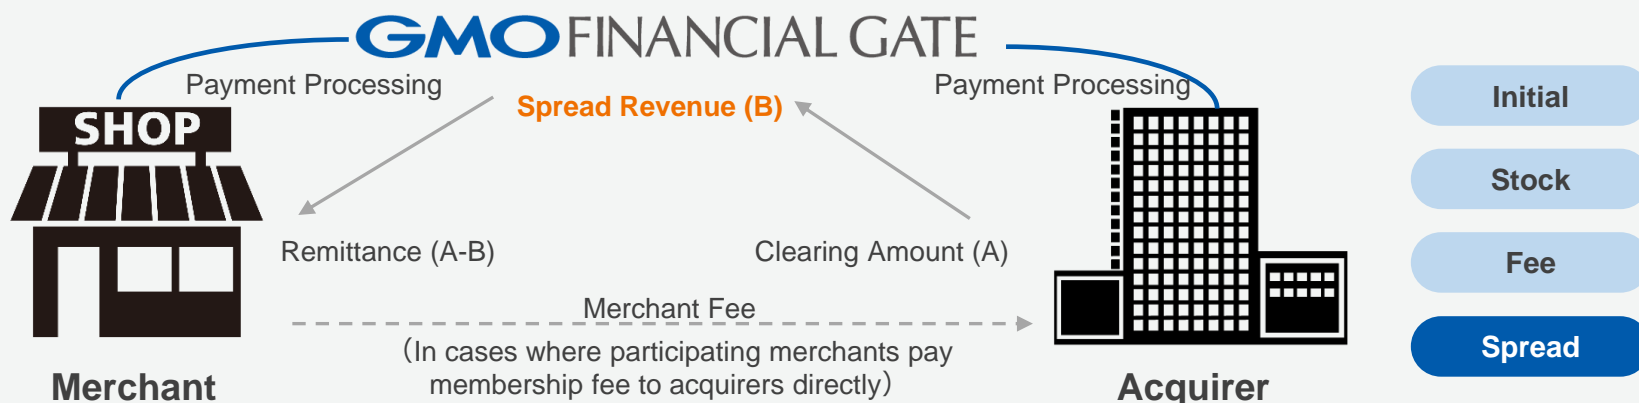 GMO FINANCIAL GATE
Payment Processing
Payment Processing
Spread Revenue (B)
SHOP
Remittance (A-B)
Clearing Amount (A)
Merchant Fee
（In cases where participating merchants pay
membership fee to acquirers directly）
Merchant
Acquirer
Initial
Stock
Fee
Spread